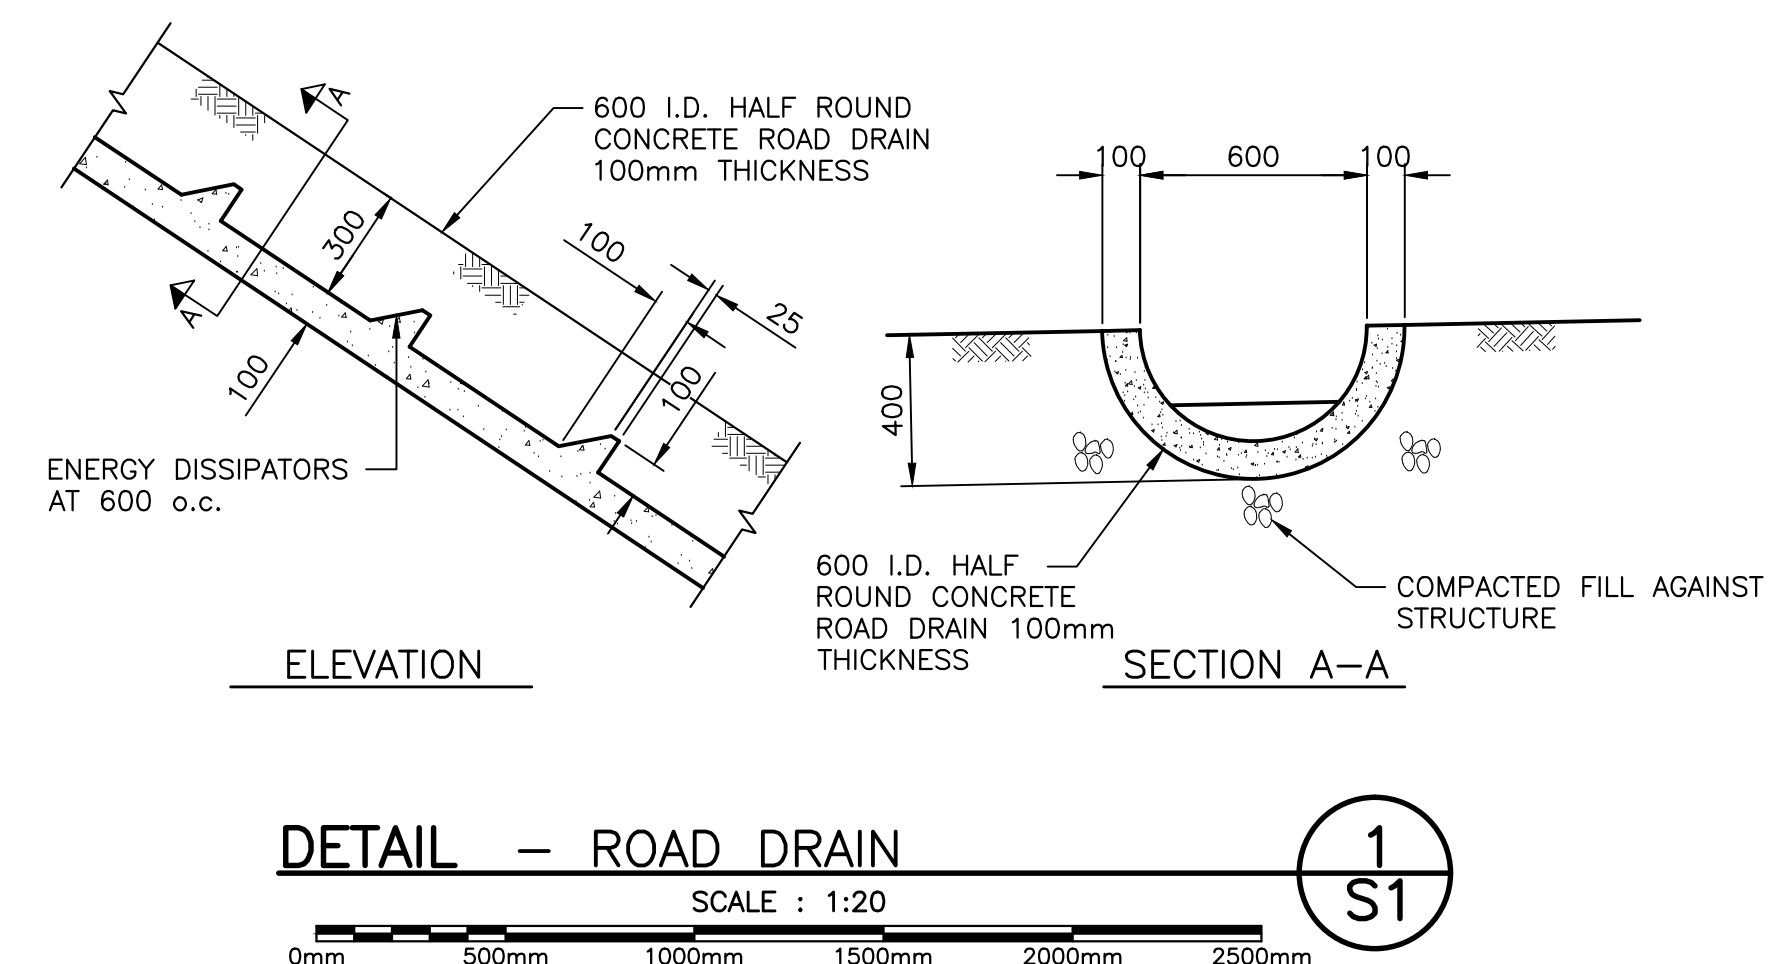 A
600 I.D. HALF ROUND
CONCRETE ROAD DRAIN
100mm THICKNESS
300
100
25
100
A
100
ENERGY DISSIPATORS
AT 600 o.c.
ELEVATION
100 600 100
400
600 I.D. HALF
ROUND CONCRETE
ROAD DRAIN 100mm
THICKNESS
COMPACTED FILL AGAINST
STRUCTURE
SECTION A-A
DETAIL - ROAD DRAIN
1
S1
SCALE : 1:20
0mm 500mm 1000mm 1500mm 2000mm 2500mm